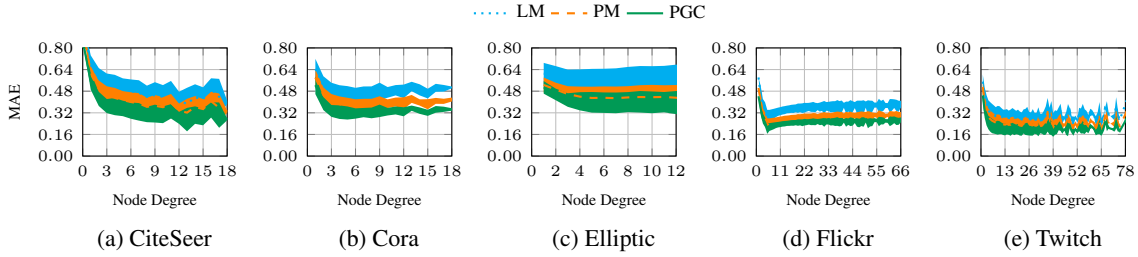 LM PM PGC
MAE
0.80 0.64 0.48 0.32 0.16 0.00
0 3 6 9 12 15 18
Node Degree
(a) CiteSeer
0.80 0.64 0.48 0.32 0.16 0.00
0 3 6 9 12 15 18
Node Degree
(b) Cora
0.80 0.64 0.48 0.32 0.16 0.00
0 2 4 6 8 10 12
Node Degree
(c) Elliptic
0.80 0.64 0.48 0.32 0.16 0.00
0 11 22 33 44 55 66
Node Degree
(d) Flickr
0.80 0.64 0.48 0.32 0.16 0.00
0 13 26 39 52 65 78
Node Degree
(e) Twitch